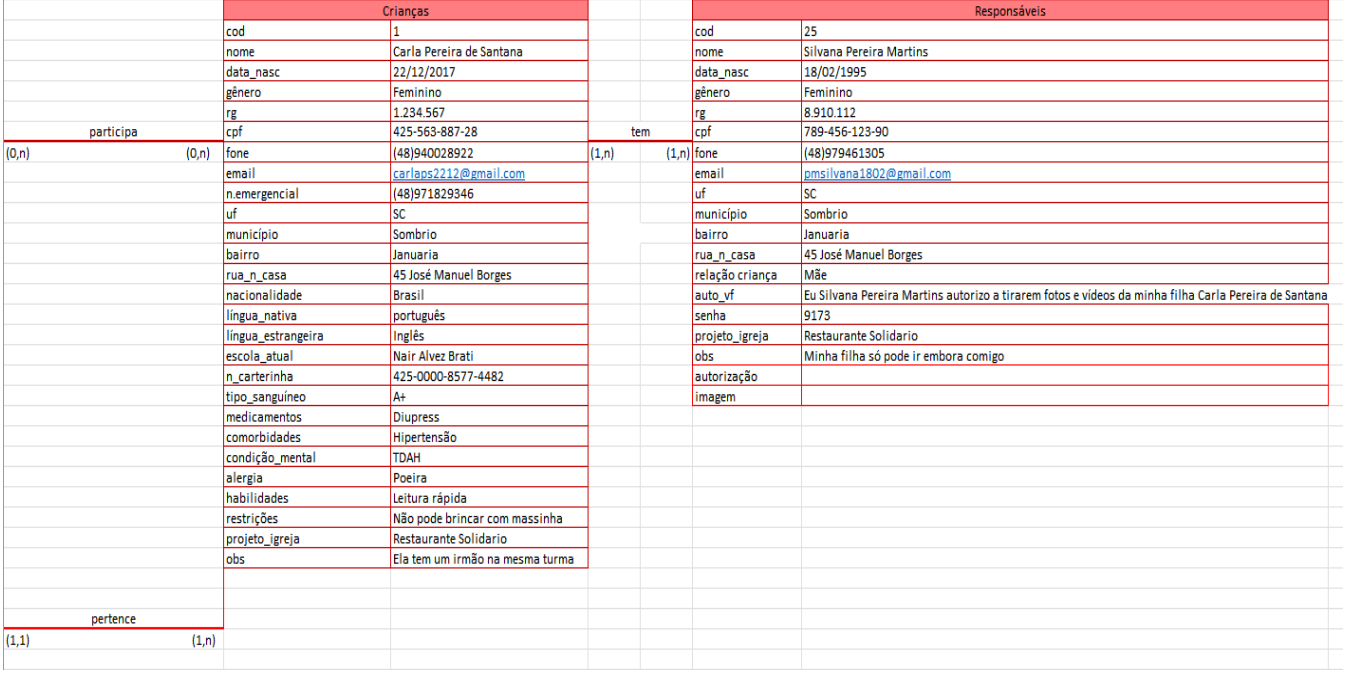 Crianças
cod 1
nome Carla Pereira de Santana
data_nasc 22/12/2017
gênero Feminino
rg 1.234.567
cpf 425-563-887-28
fone (48)940028922
email carlaps2212@gmail.com
n.emergencial (48)971829346
uf SC
município Sombrio
bairro Januaria
rua_n_casa 45 José Manuel Borges
nacionalidade Brasil
língua_nativa português
língua_estrangeira Inglês
escola_atual Nair Alvez Brati
n_carterinha 425-0000-8577-4482
tipo_sanguíneo A+
medicamentos Diupress
comorbidades Hipertensão
condição_mental TDAH
alergia Poeira
habilidades Leitura rápida
restrições Não pode brincar com massinha
projeto_igreja Restaurante Solidario
obs Ela tem um irmão na mesma turma
participa
(0,n) (0,n)
pertence
(1,1) (1,n)
tem
(1,n) (1,n)
Responsáveis
cod 25
nome Silvana Pereira Martins
data_nasc 18/02/1995
gênero Feminino
rg 8.910.112
cpf 789-456-123-90
fone (48)979461305
email pmsilvana1802@gmail.com
uf SC
município Sombrio
bairro Januaria
rua_n_casa 45 José Manuel Borges
relação criança Mãe
auto_vf Eu Silvana Pereira Martins autorizo a tirarem fotos e vídeos da minha filha Carla Pereira de Santana
senha 9173
projeto_igreja Restaurante Solidario
obs Minha filha só pode ir embora comigo
autorização
imagem